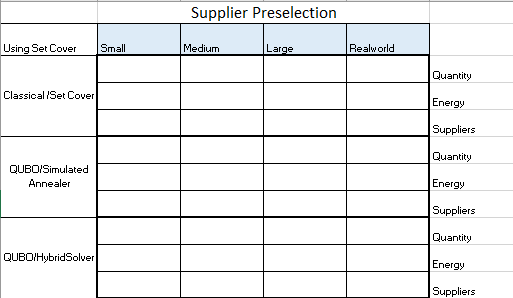 Supplier Preselection
Using Set Cover Small Medium Large Realworld
Quantity
Classical /Set Cover
Energy
Suppliers
Quantity
QUBO/Simulated
Annealer
Energy
Suppliers
Quantity
QUBO/HybridSolver
Energy
Suppliers